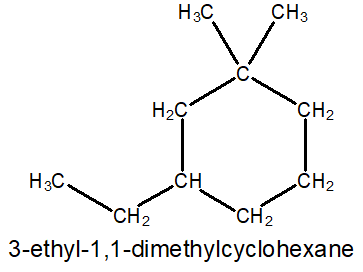 H₃C CH₃
C
H₂C CH₂
H₃C CH CH₂
CH₂ CH₂
3-ethyl-1,1-dimethylcyclohexane